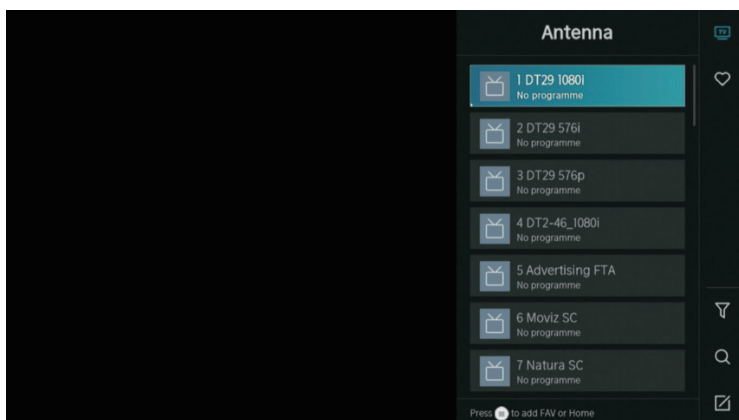 Antenna
TV
1 DT29 1080i
No programme
2 DT29 576i
No programme
3 DT29 576p
No programme
4 DT2-46_1080i
No programme
5 Advertising FTA
No programme
6 Moviz SC
No programme
7 Natura SC
No programme
Press to add FAV or Home